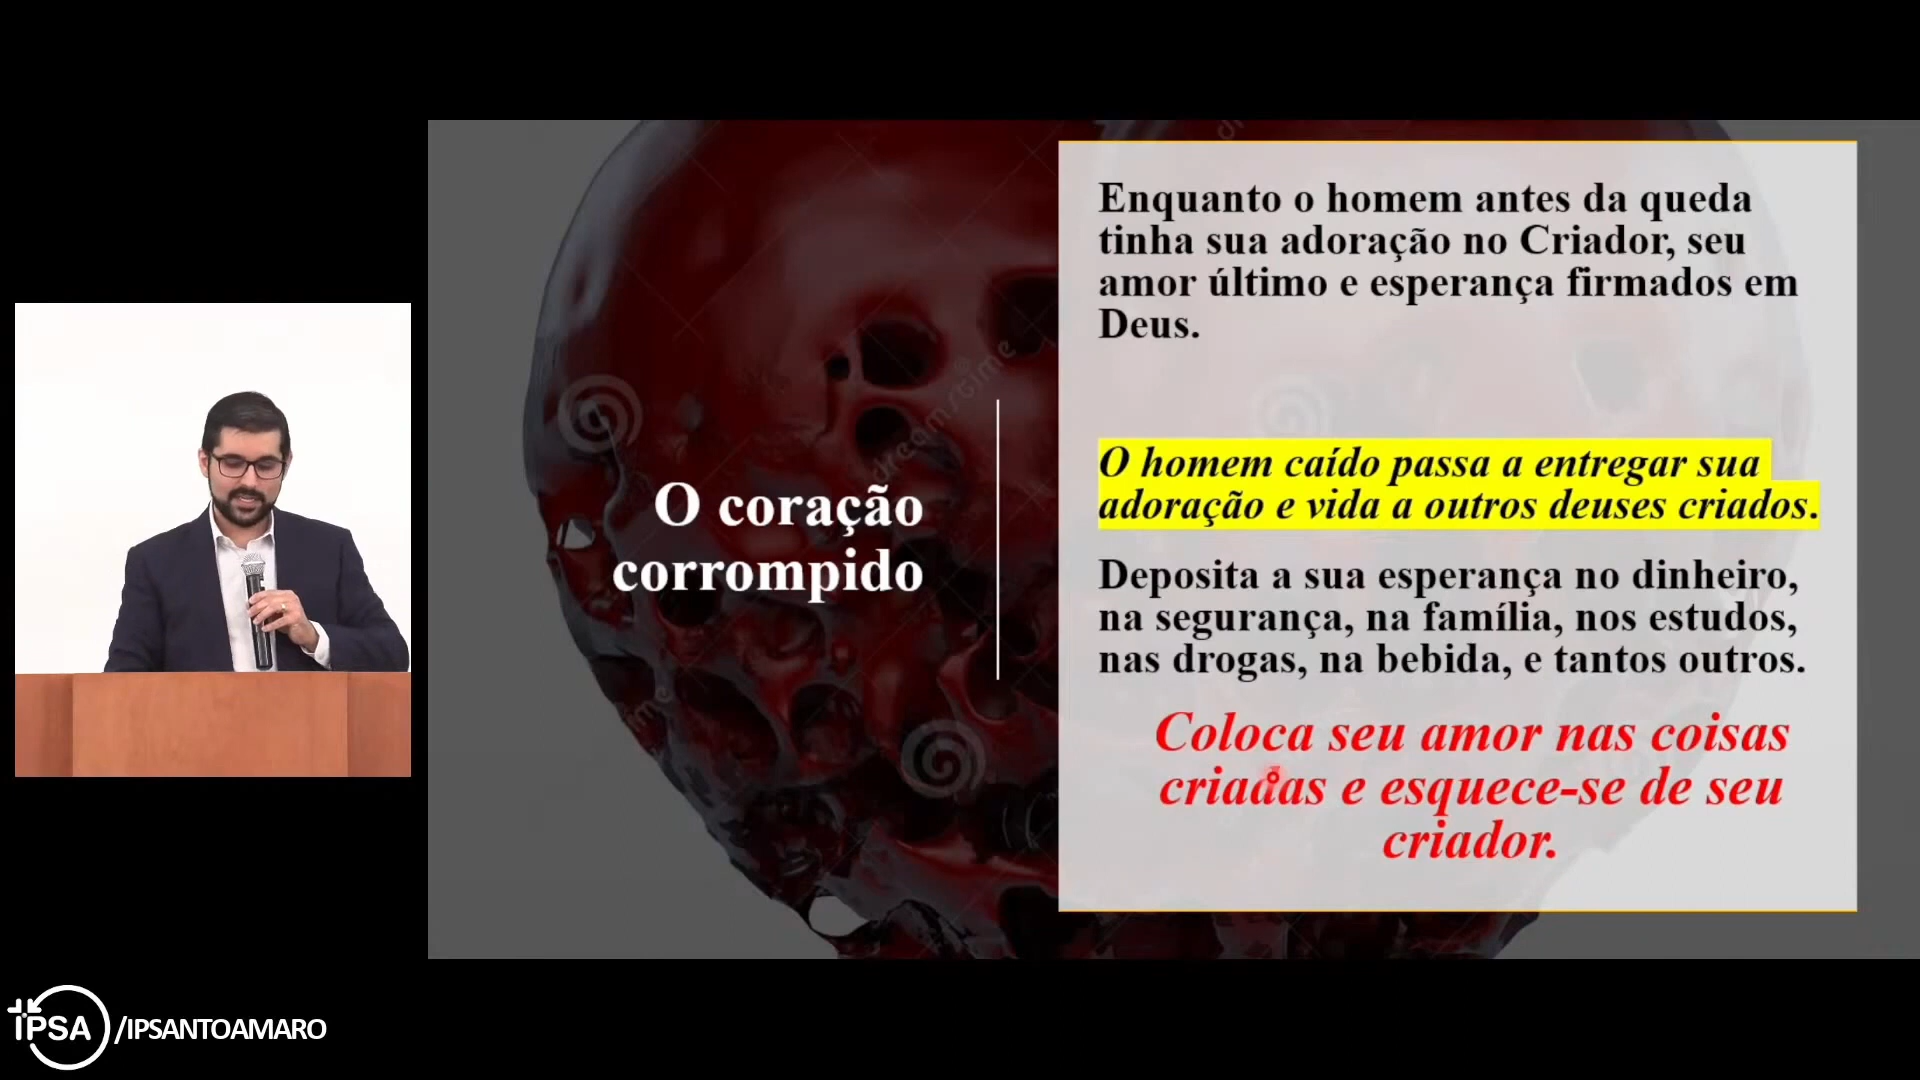 O coração
corrompido
Enquanto o homem antes da queda
tinha sua adoração no Criador, seu
amor último e esperança firmados em
Deus.
O homem caído passa a entregar sua
adoração e vida a outros deuses criados.
Deposita a sua esperança no dinheiro,
na segurança, na família, nos estudos,
nas drogas, na bebida, e tantos outros.
Coloca seu amor nas coisas
criadas e esquece-se de seu
criador.
dreamstime
IPSA /IPSANTOAMARO